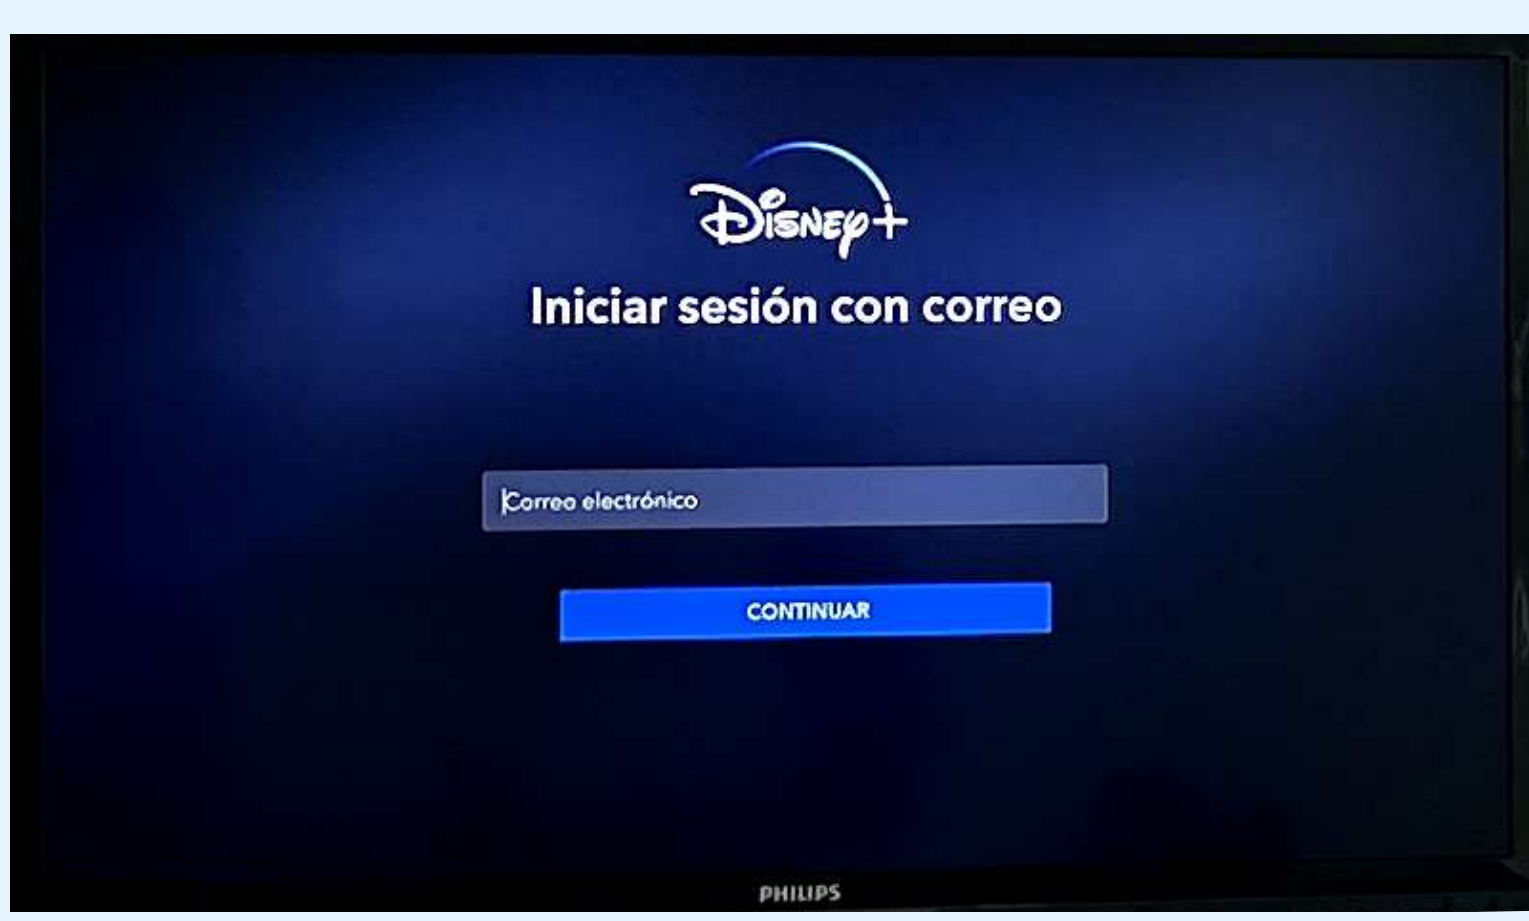 Disney+
Iniciar sesión con correo
Correo electrónico
CONTINUAR
PHILIPS